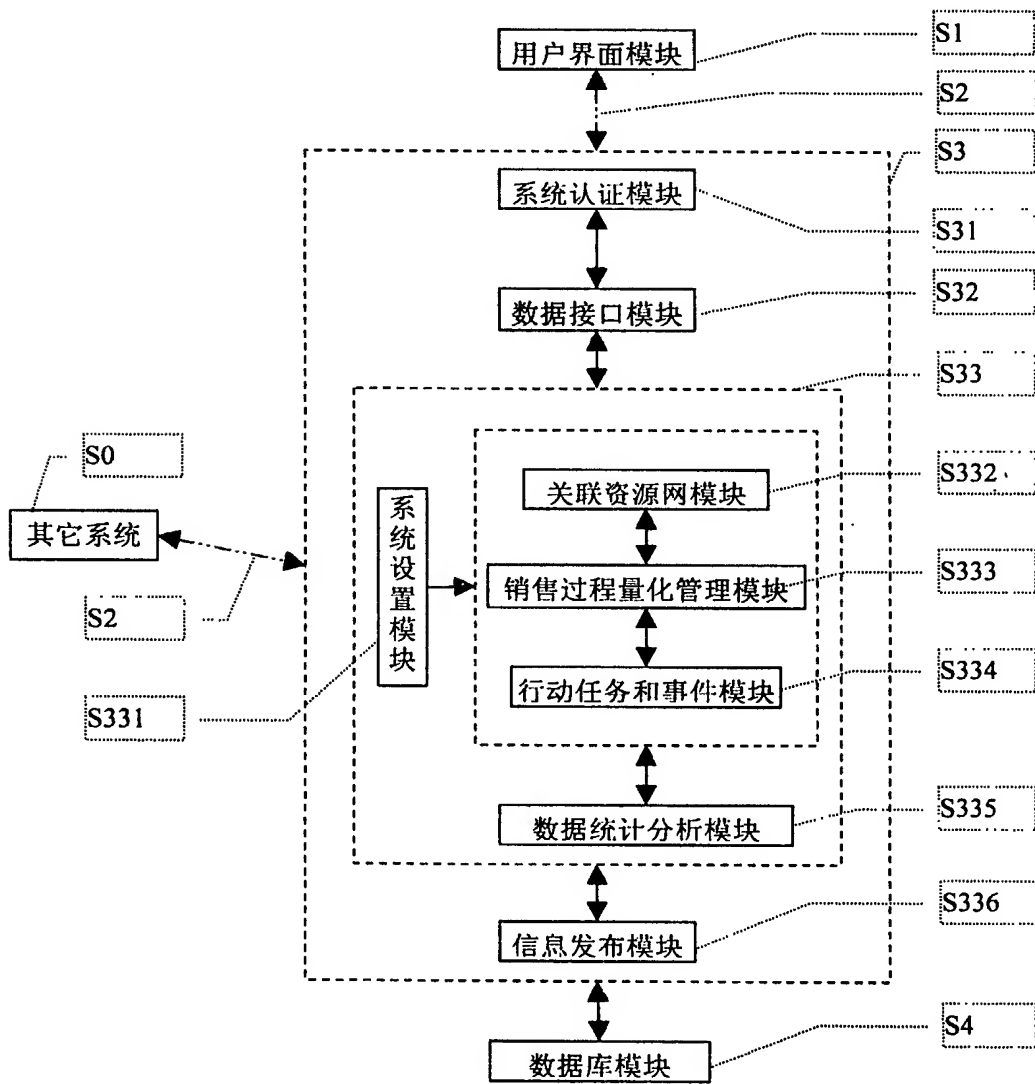 用户界面模块
S1
S2
S3
系统认证模块
S31
数据接口模块
S32
S33
S0
其它系统
S2
S331
系统设置模块
关联资源网模块
S332
销售过程量化管理模块
S333
行动任务和事件模块
S334
数据统计分析模块
S335
信息发布模块
S336
数据库模块
S4